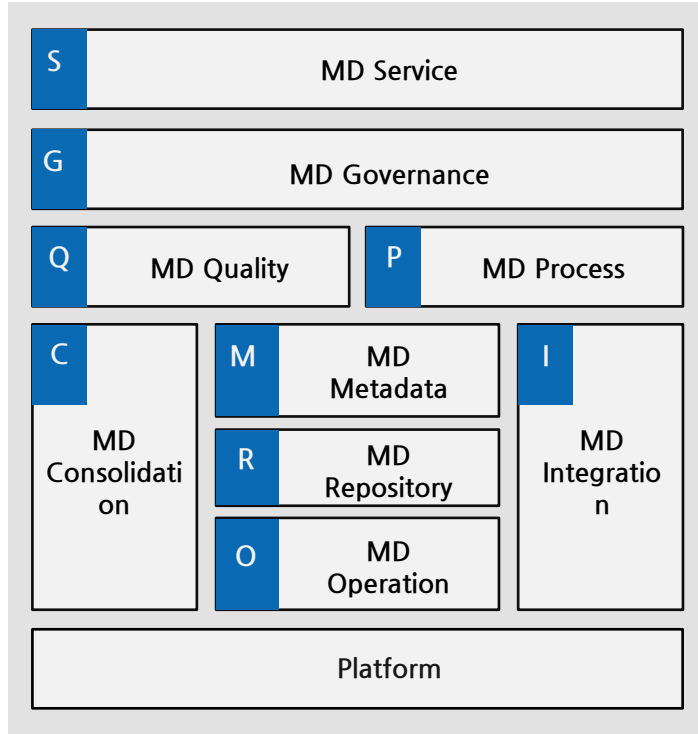 S
MD Service
G
MD Governance
Q
MD Quality
P
MD Process
C
MD
Consolidati
on
M
MD
Metadata
R
MD
Repository
O
MD
Operation
I
MD
Integratio
n
Platform